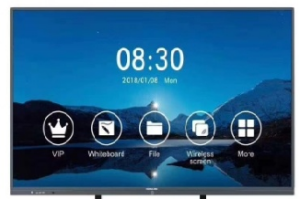 08:30
2018/01/08 Mon
VIP
Whiteboard
File
Wireless
screen
More